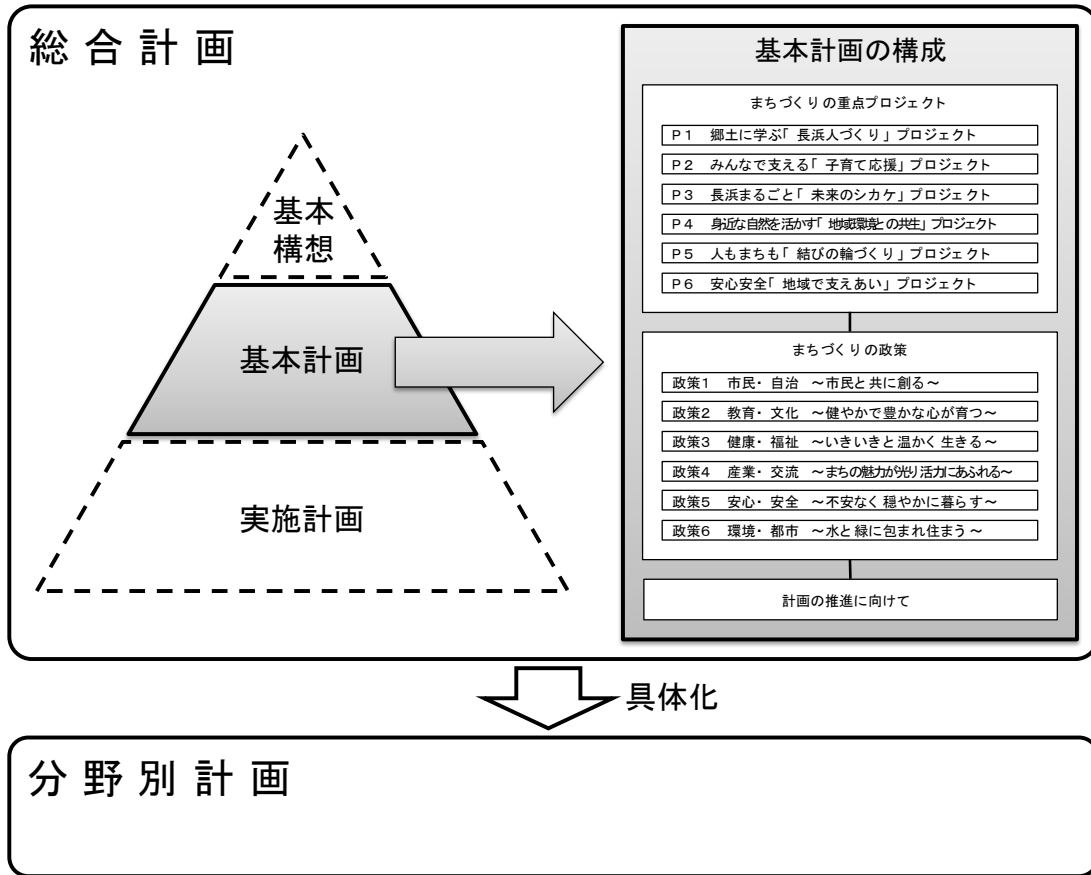 総合計画
基本
構想
基本計画
実施計画
基本計画の構成
まちづくりの重点プロジェクト
P1 郷土に学ぶ「長浜人づくり」プロジェクト
P2 みんなで支える「子育て応援」プロジェクト
P3 長浜まるごと「未来のシカケ」プロジェクト
P4 身近な自然を活かす「地域環境との共生」プロジェクト
P5 人もまちも「結びの輪づくり」プロジェクト
P6 安心安全「地域で支えあい」プロジェクト
まちづくりの政策
政策1 市民・自治 ～市民と共に創る～
政策2 教育・文化 ～健やかで豊かな心が育つ～
政策3 健康・福祉 ～いきいきと温かく生きる～
政策4 産業・交流 ～まちの魅力が光り活力にあふれる～
政策5 安心・安全 ～不安なく穏やかに暮らす～
政策6 環境・都市 ～水と緑に包まれ住まう～
計画の推進に向けて
具体化
分野別計画